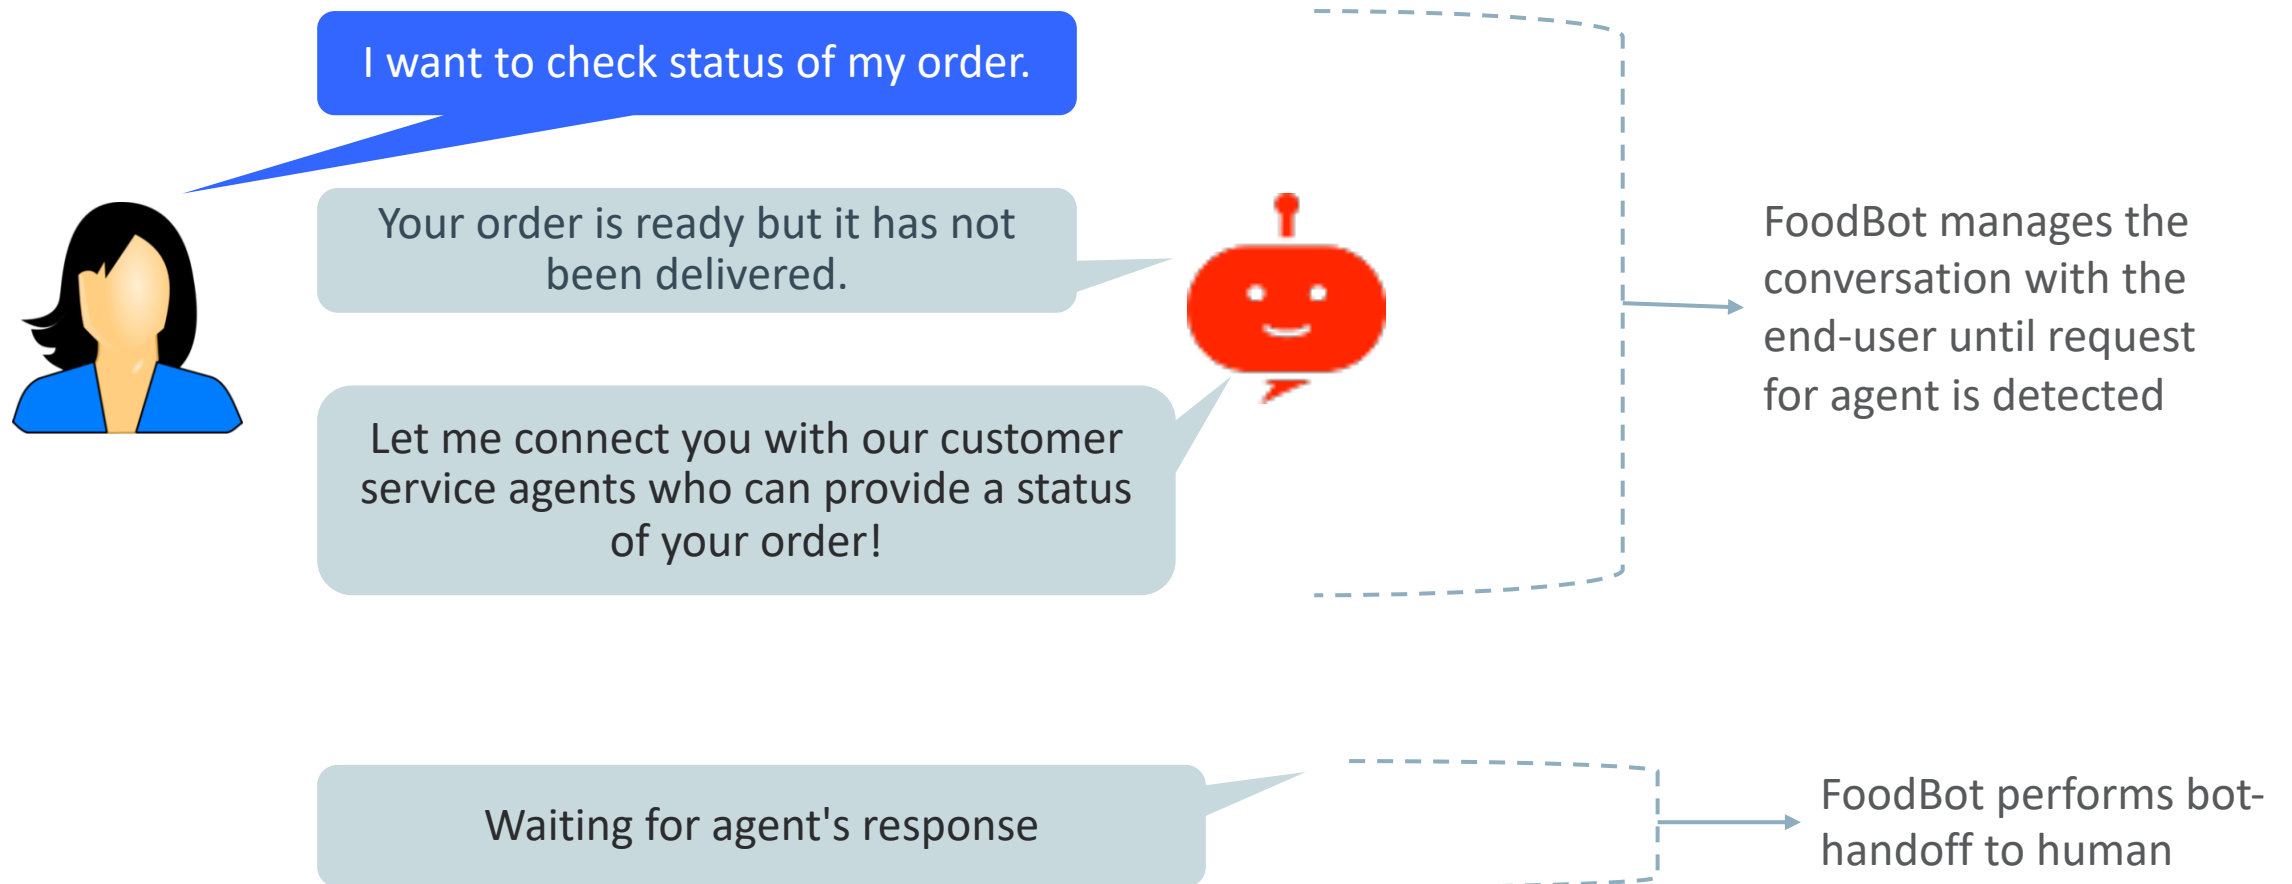 I want to check status of my order.
Your order is ready but it has not
been delivered.
Let me connect you with our customer
service agents who can provide a status
of your order!
FoodBot manages the
conversation with the
end-user until request
for agent is detected
Waiting for agent's response
FoodBot performs bot-
handoff to human